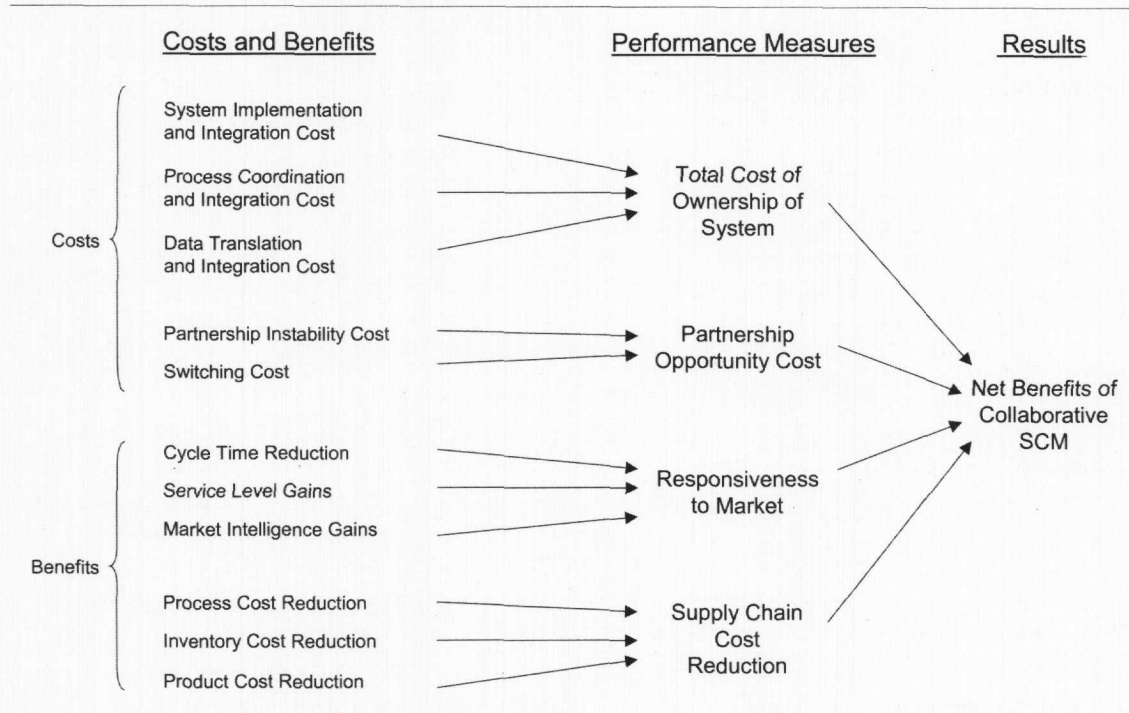 Costs and Benefits
Performance Measures
Results
System Implementation
and Integration Cost
Process Coordination
and Integration Cost
Data Translation
and Integration Cost
Costs
Partnership Instability Cost
Switching Cost
Cycle Time Reduction
Service Level Gains
Market Intelligence Gains
Benefits
Process Cost Reduction
Inventory Cost Reduction
Product Cost Reduction
Total Cost of
Ownership of
System
Partnership
Opportunity Cost
Responsiveness
to Market
Supply Chain
Cost
Reduction
Net Benefits of
Collaborative
SCM